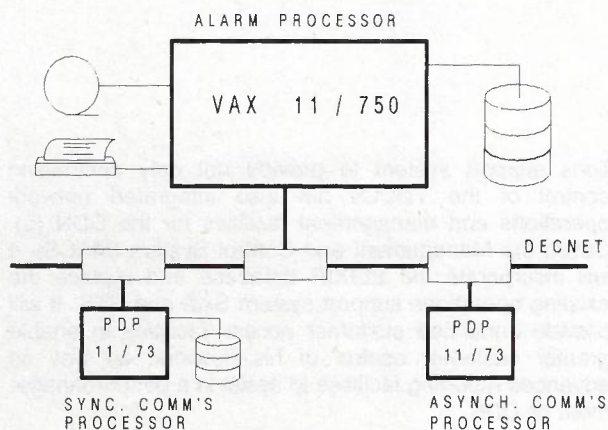 ALARM PROCESSOR
VAX 11 / 750
DECNET
PDP
11 / 73
PDP
11 / 73
SYNC. COMM'S
PROCESSOR
ASYNCH. COMM'S
PROCESSOR